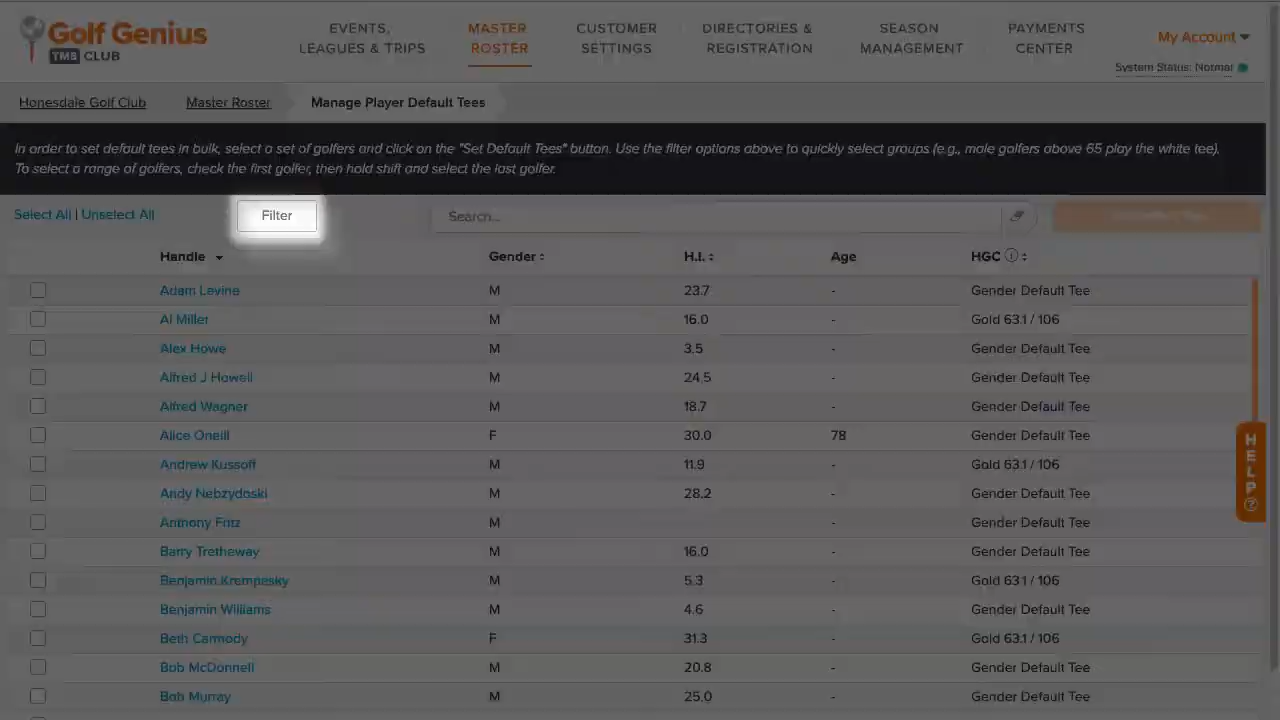 Golf Genius
TMS CLUB
EVENTS,
LEAGUES & TRIPS
MASTER
ROSTER
CUSTOMER
SETTINGS
DIRECTORIES &
REGISTRATION
SEASON
MANAGEMENT
PAYMENTS
CENTER
My Account
System Status: Normal
Honesdale Golf Club
Master Roster
Manage Player Default Tees
In order to set default tees in bulk, select a set of golfers and click on the "Set Default Tees" button. Use the filter options above to quickly select groups (e.g., male golfers above 65 play the white tee).
To select a range of golfers, check the first golfer, then hold shift and select the last golfer.
Select All | Unselect All
Filter
Search...
Handle Gender H.I. Age HGC
Adam Levine M 23.7 - Gender Default Tee
Al Miller M 16.0 - Gold 63.1 / 106
Alex Howe M 3.5 - Gender Default Tee
Alfred J Howell M 24.5 - Gender Default Tee
Alfred Wagner M 18.7 - Gender Default Tee
Alice Oneill F 30.0 78 Gender Default Tee
Andrew Kussoff M 11.9 - Gold 63.1 / 106
Andy Nebzydoski M 28.2 - Gender Default Tee
Anthony Fritz M - Gender Default Tee
Barry Tretheway M 16.0 - Gender Default Tee
Benjamin Krempesky M 5.3 - Gold 63.1 / 106
Benjamin Williams M 4.6 - Gender Default Tee
Beth Carmody F 31.3 - Gold 63.1 / 106
Bob McDonnell M 20.8 - Gender Default Tee
Bob Murray M 25.0 - Gender Default Tee
HELP